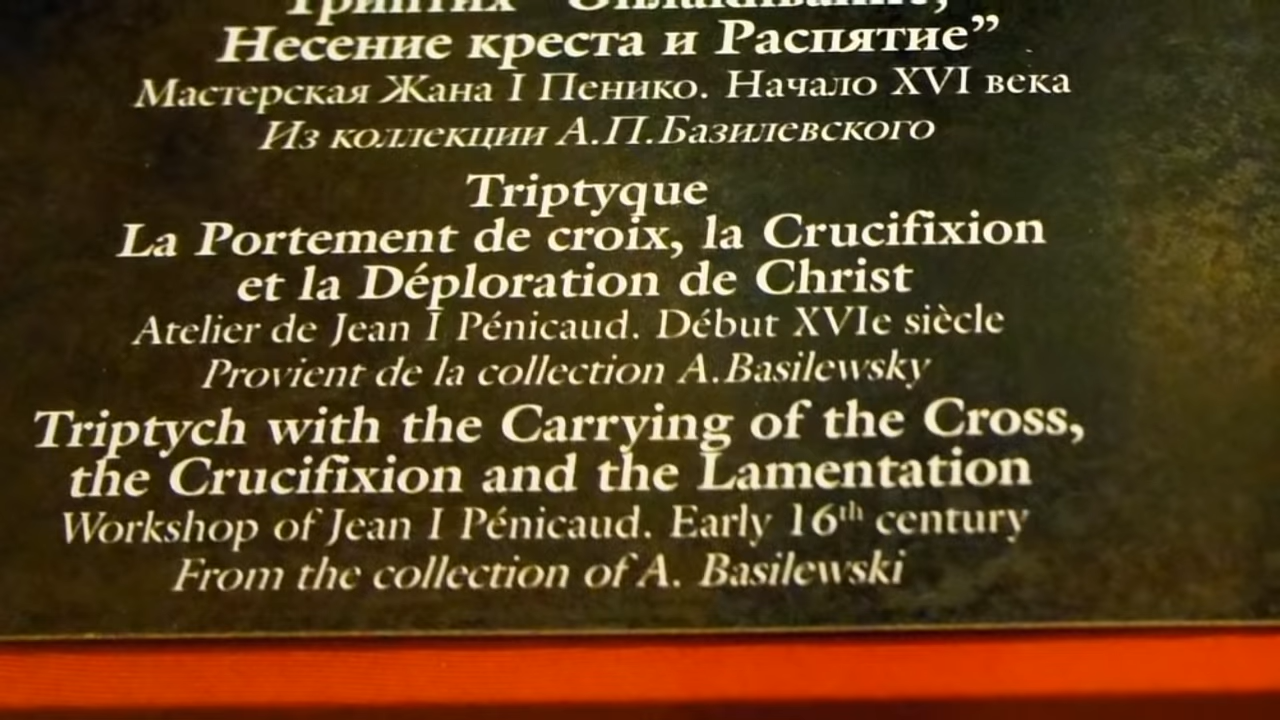 Триптих “Оплакивание,
Несение креста и Распятие”
Мастерская Жана I Пенико. Начало XVI века
Из коллекции А.П.Базилевского
Triptyque
La Portement de croix, la Crucifixion
et la Déploration de Christ
Atelier de Jean I Pénicaud. Début XVIe siècle
Provient de la collection A.Basilewsky
Triptych with the Carrying of the Cross,
the Crucifixion and the Lamentation
Workshop of Jean I Pénicaud. Early 16th century
From the collection of A. Basilewski